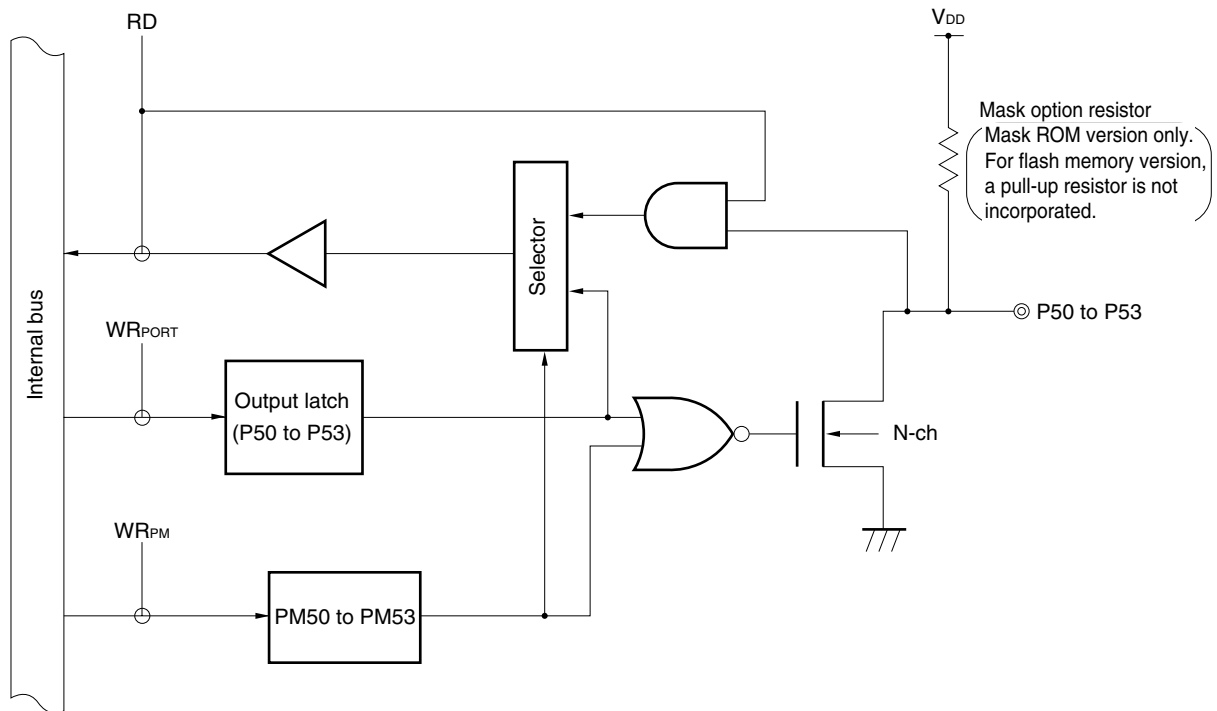 RD
VDD
Mask option resistor
Mask ROM version only.
For flash memory version,
a pull-up resistor is not
incorporated.
Selector
Internal bus
P50 to P53
WRPORT
Output latch
(P50 to P53)
N-ch
WRPM
PM50 to PM53